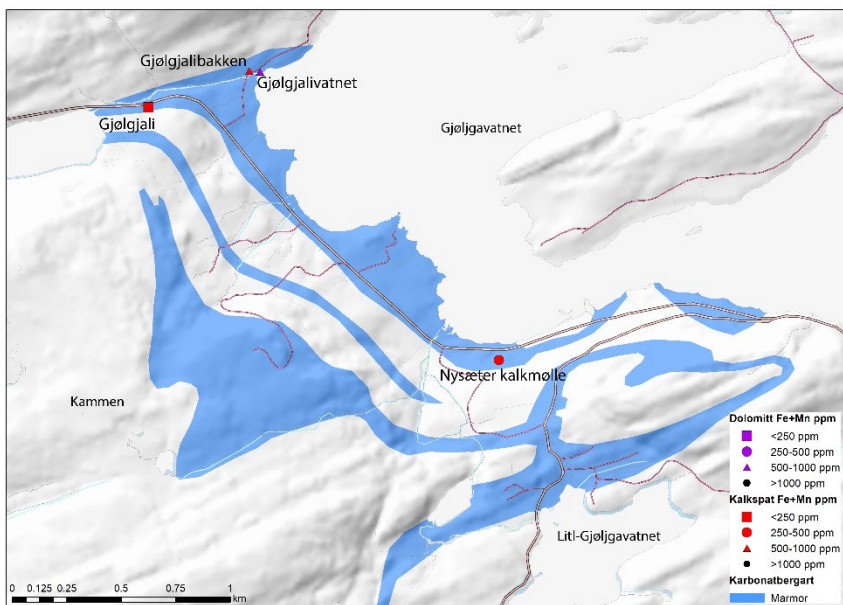 Gjølgjalibakken
Gjølgjalivatnet
Gjølgjali
Gjøljgavatnet
Nysæter kalkmølle
Kammen
Litl-Gjøljgavatnet
Dolomitt Fe+Mn ppm
<250 ppm
250-500 ppm
500-1000 ppm
>1000 ppm
Kalkspat Fe+Mn ppm
<250 ppm
250-500 ppm
500-1000 ppm
>1000 ppm
Karbonatbergart
Marmor
0 0.125 0.25 0.5 0.75 1
km